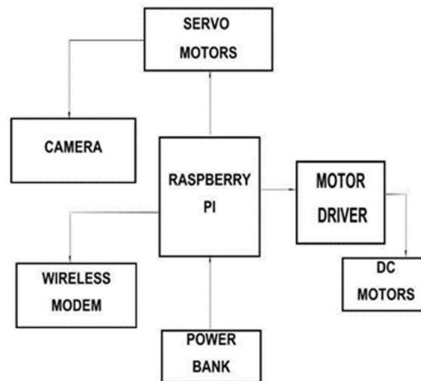 SERVO
MOTORS
CAMERA
RASPBERRY
PI
MOTOR
DRIVER
WIRELESS
MODEM
DC
MOTORS
POWER
BANK